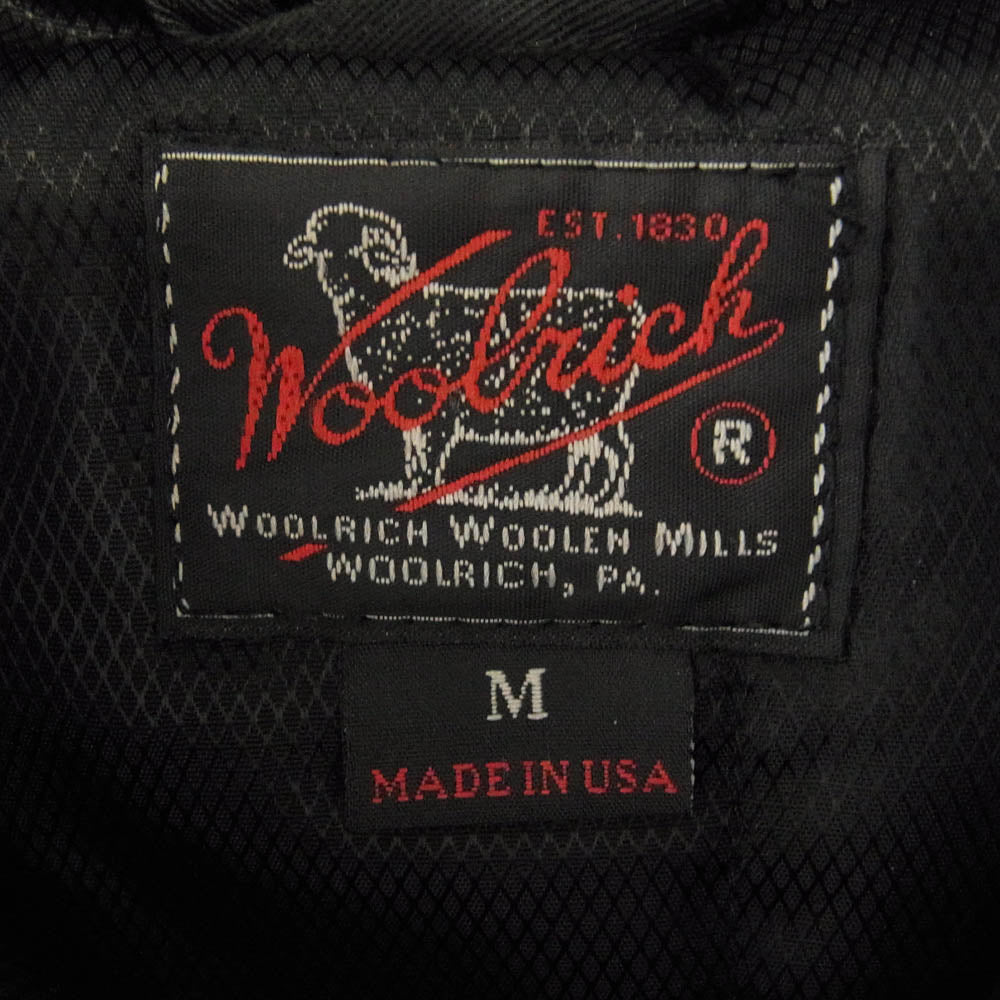 EST. 1830
Woolrich
®
WOOLRICH WOOLEN MILLS
WOOLRICH, PA.
M
MADE IN USA